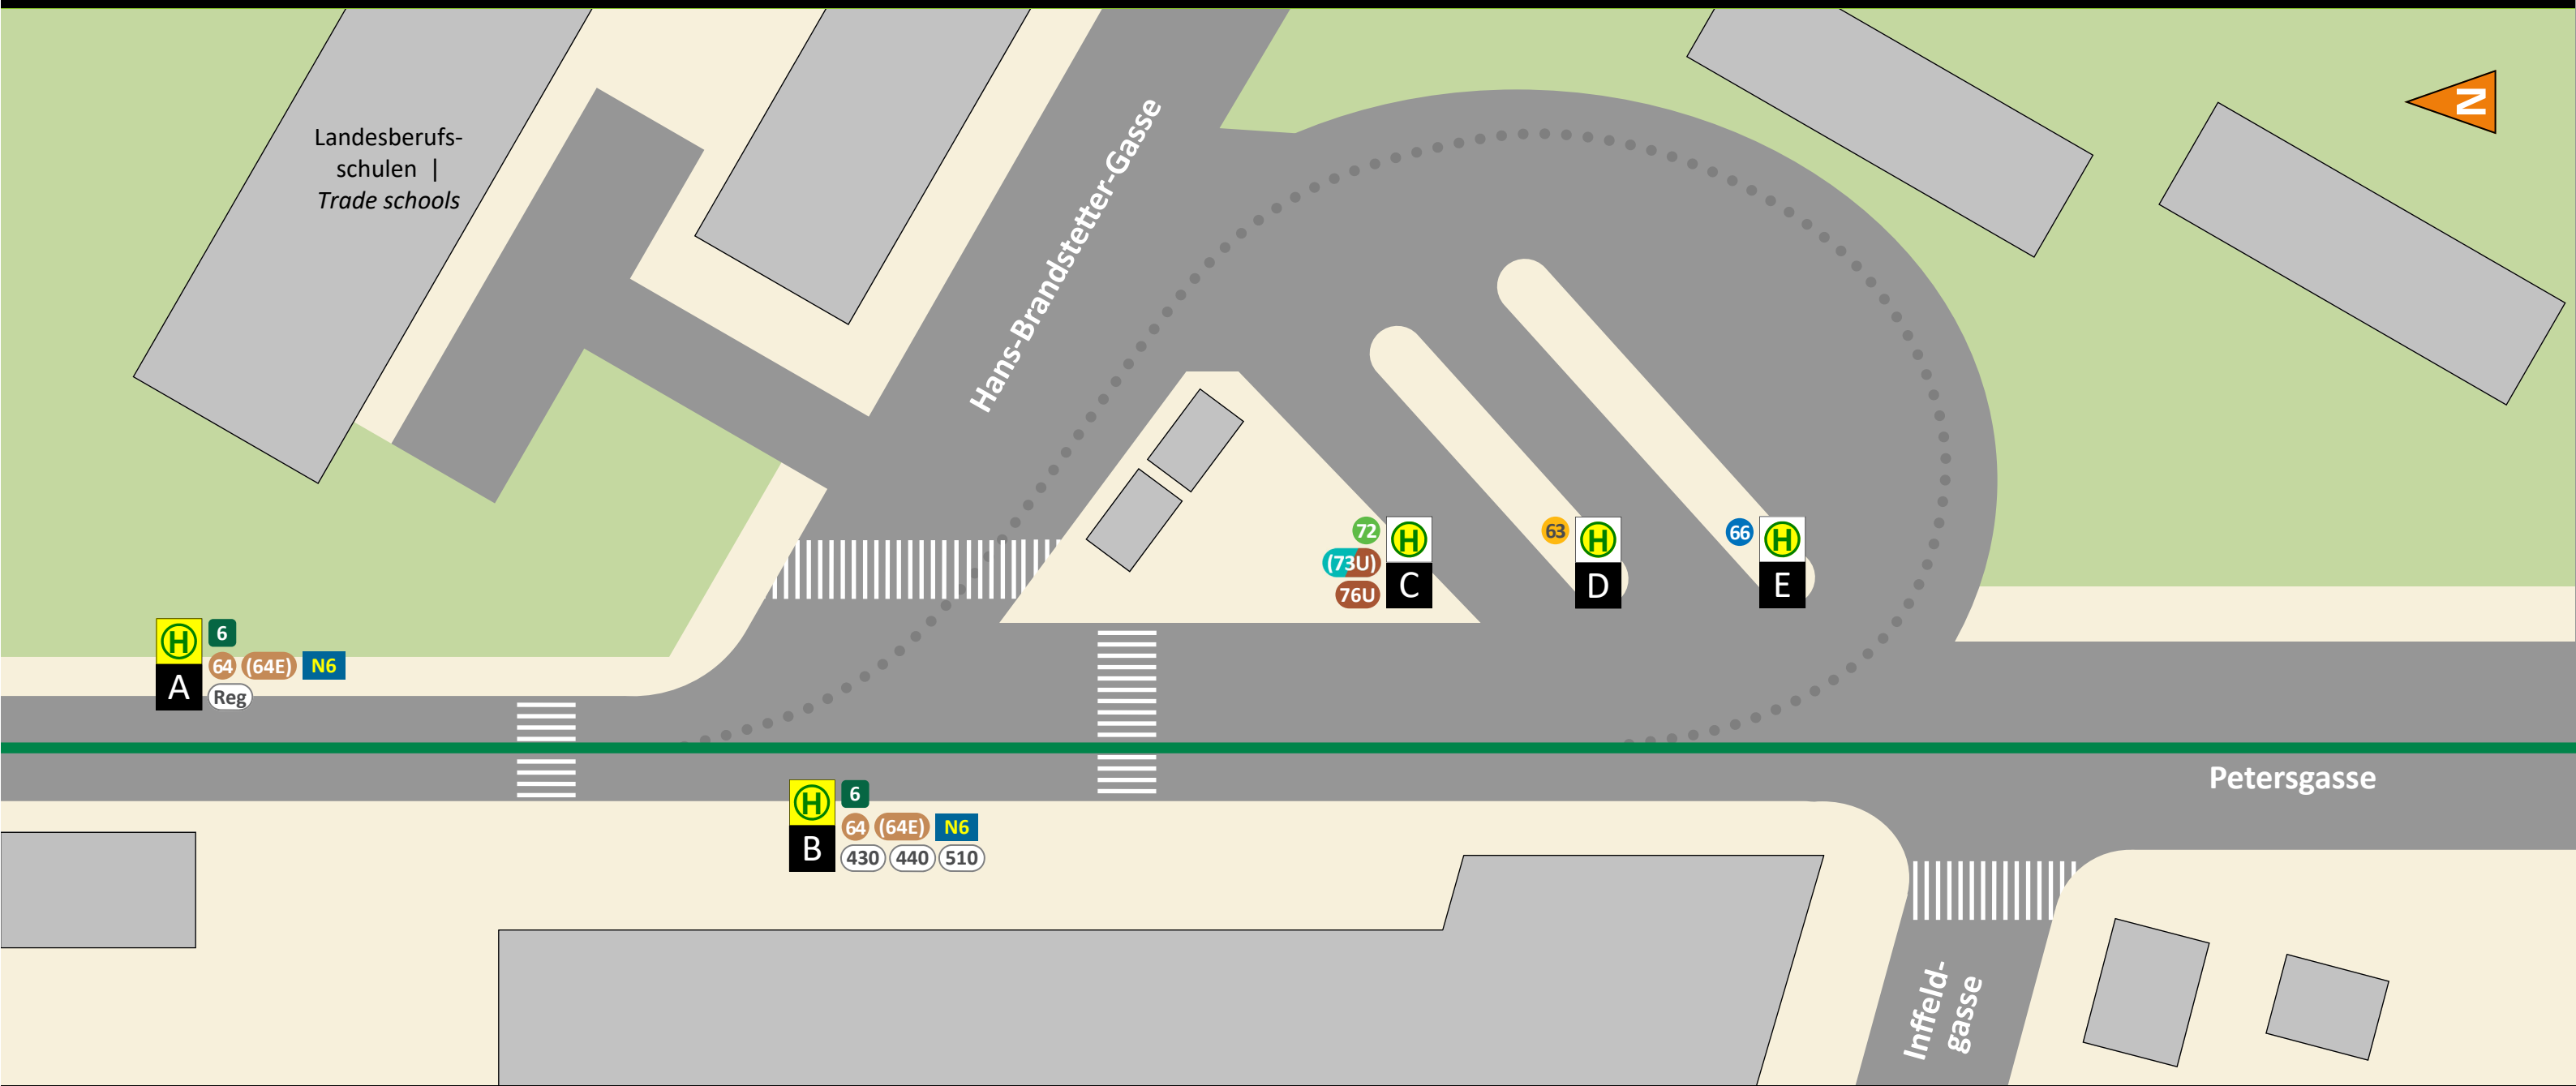 Landesberufs-
schulen |
Trade schools
N
Hans-Brandstetter-Gasse
72
(73U)
76U
H
C
63
H
D
66
H
E
H
A
6
64 (64E) N6
Reg
H
B
6
64 (64E) N6
430 440 510
Petersgasse
Inffeld-
gasse